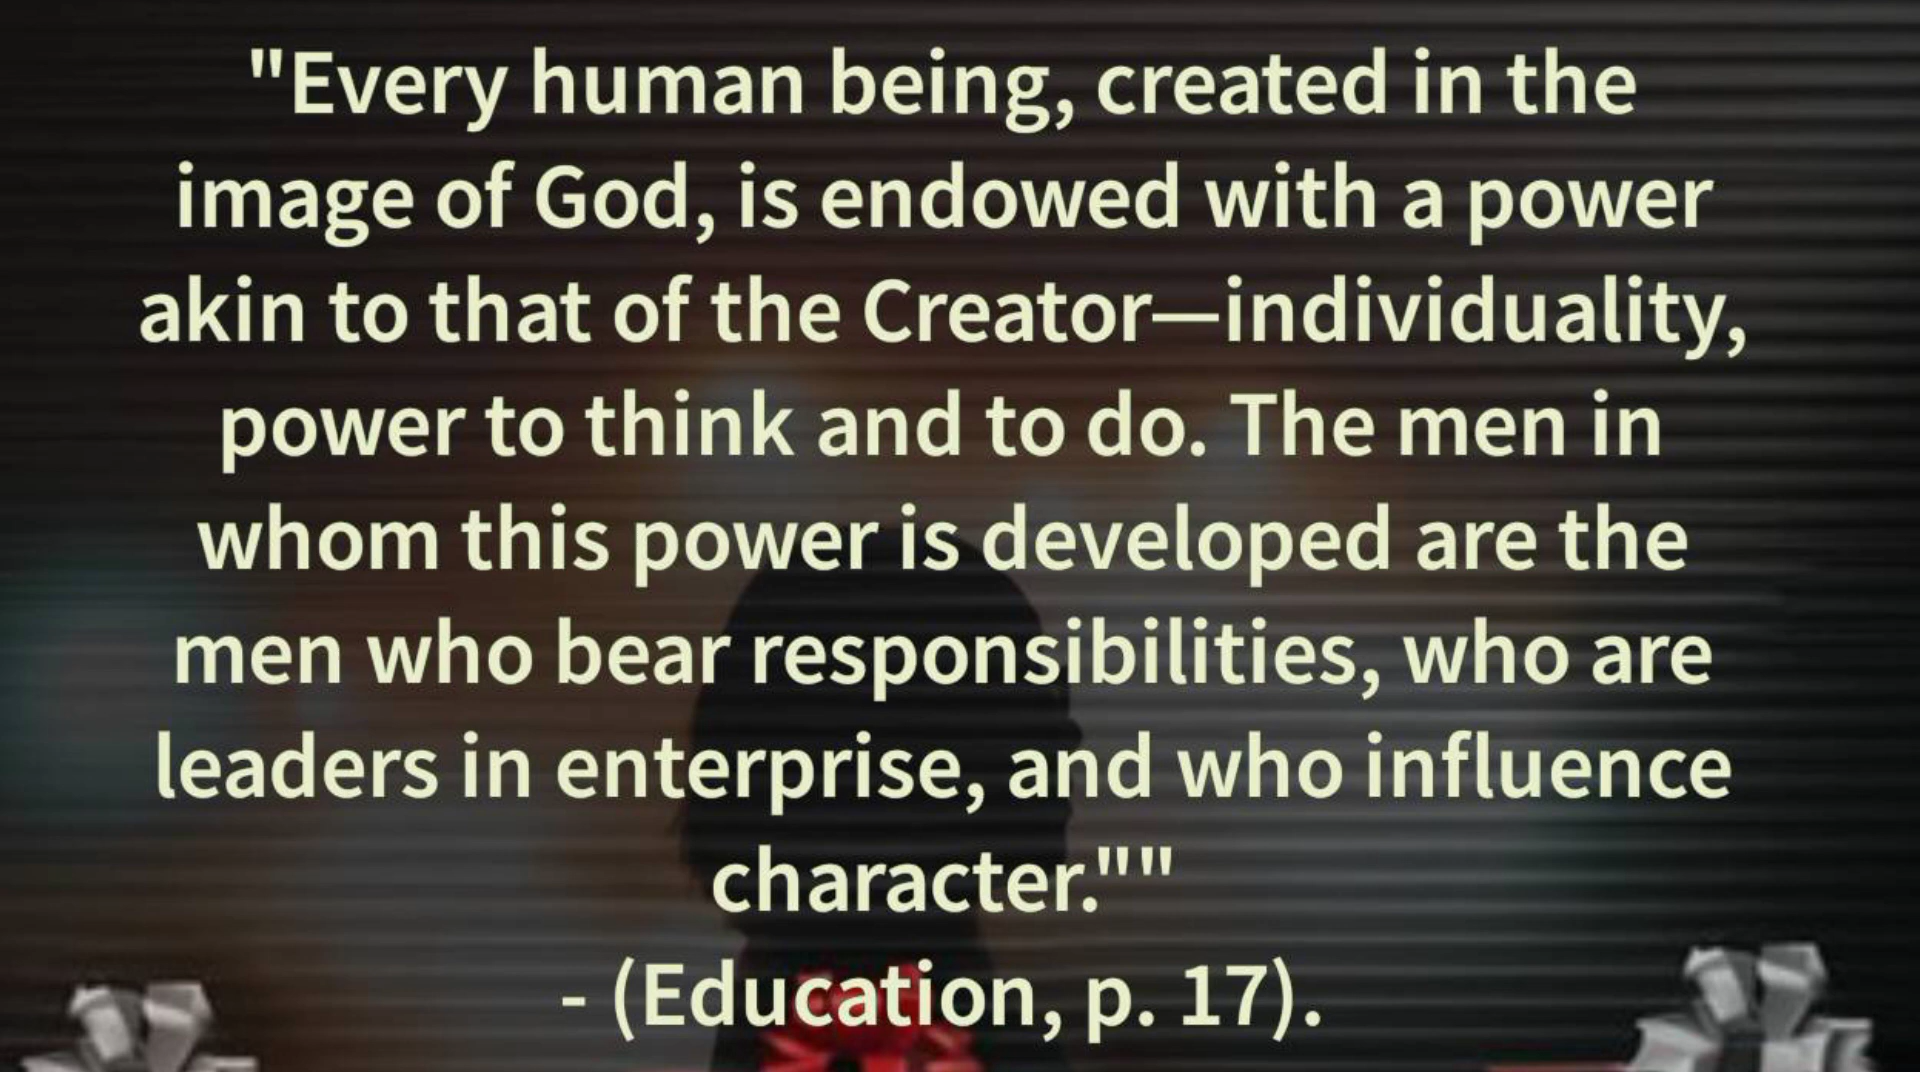 "Every human being, created in the
image of God, is endowed with a power
akin to that of the Creator—individuality,
power to think and to do. The men in
whom this power is developed are the
men who bear responsibilities, who are
leaders in enterprise, and who influence
character.""
- (Education, p. 17).